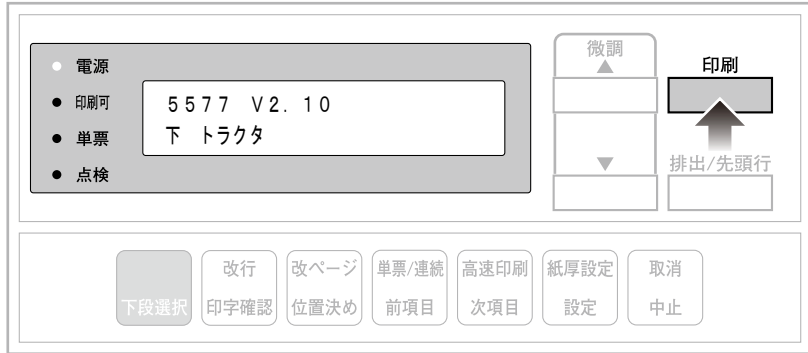 電源
印刷可
単票
点検
5577 V2.10
下 トラクタ
微調
▲
▼
印刷
排出/先頭行
下段選択
改行
印字確認
改ページ
位置決め
単票/連続
前項目
高速印刷
次項目
紙厚設定
設定
取消
中止